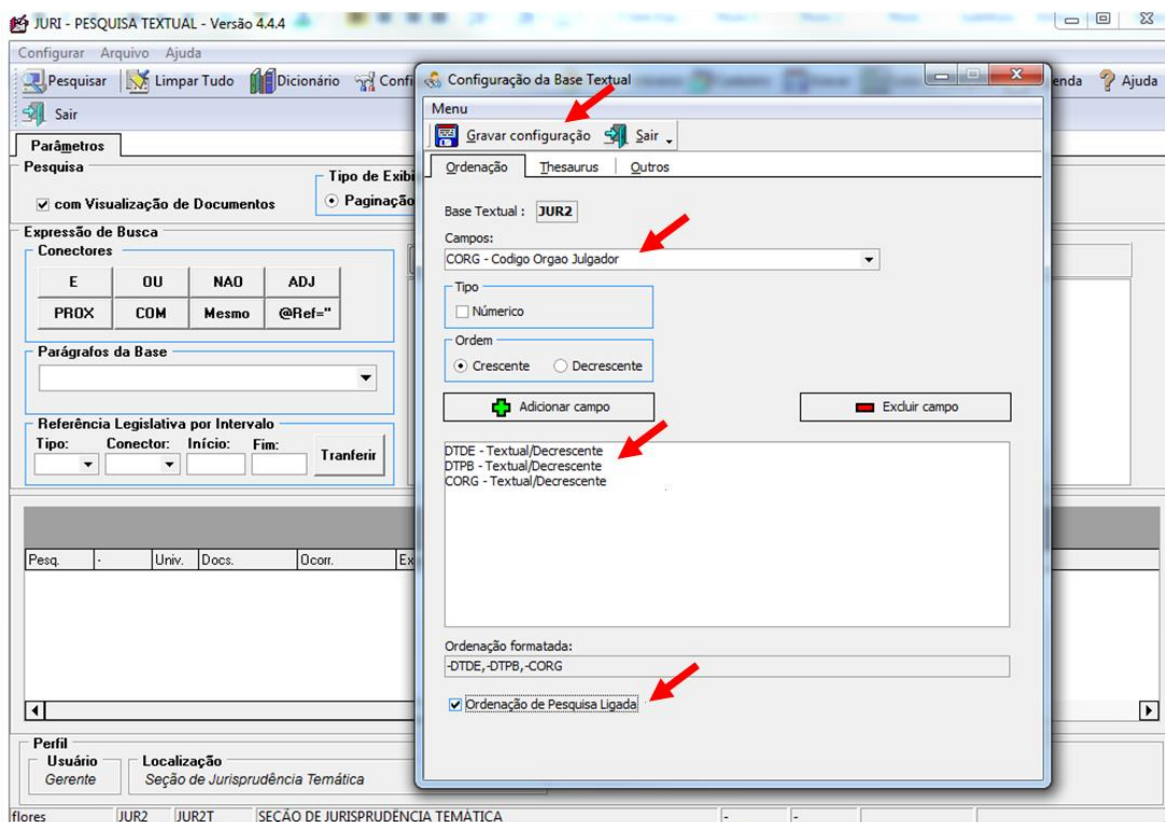 JURI - PESQUISA TEXTUAL - Versão 4.4.4
Configurar Arquivo Ajuda
Pesquisar Limpar Tudo Dicionário Confi enda Ajuda
Sair
Parâmetros
Pesquisa
com Visualização de Documentos
Tipo de Exibi
Paginação
Expressão de Busca
Conectores
E OU NAO ADJ
PROX COM Mesmo @Ref="
Parágrafos da Base
Referência Legislativa por Intervalo
Tipo: Conector: Início: Fim:
Tranferir
Pesq. - Univ. Docs. Ocorr. Ex
Perfil
Usuário Localização
Gerente Seção de Jurisprudência Temática
flores JUR2 JUR2T SEÇÃO DE JURISPRUDÊNCIA TEMÁTICA - -
Configuração da Base Textual
Menu
Gravar configuração Sair
Ordenação Thesaurus Outros
Base Textual : JUR2
Campos:
CORG - Codigo Orgao Julgador
Tipo
Númerico
Ordem
Crescente Decrescente
Adicionar campo Excluir campo
DTDE - Textual/Decrescente
DTPB - Textual/Decrescente
CORG - Textual/Decrescente
Ordenação formatada:
-DTDE,-DTPB,-CORG
Ordenação de Pesquisa Ligada